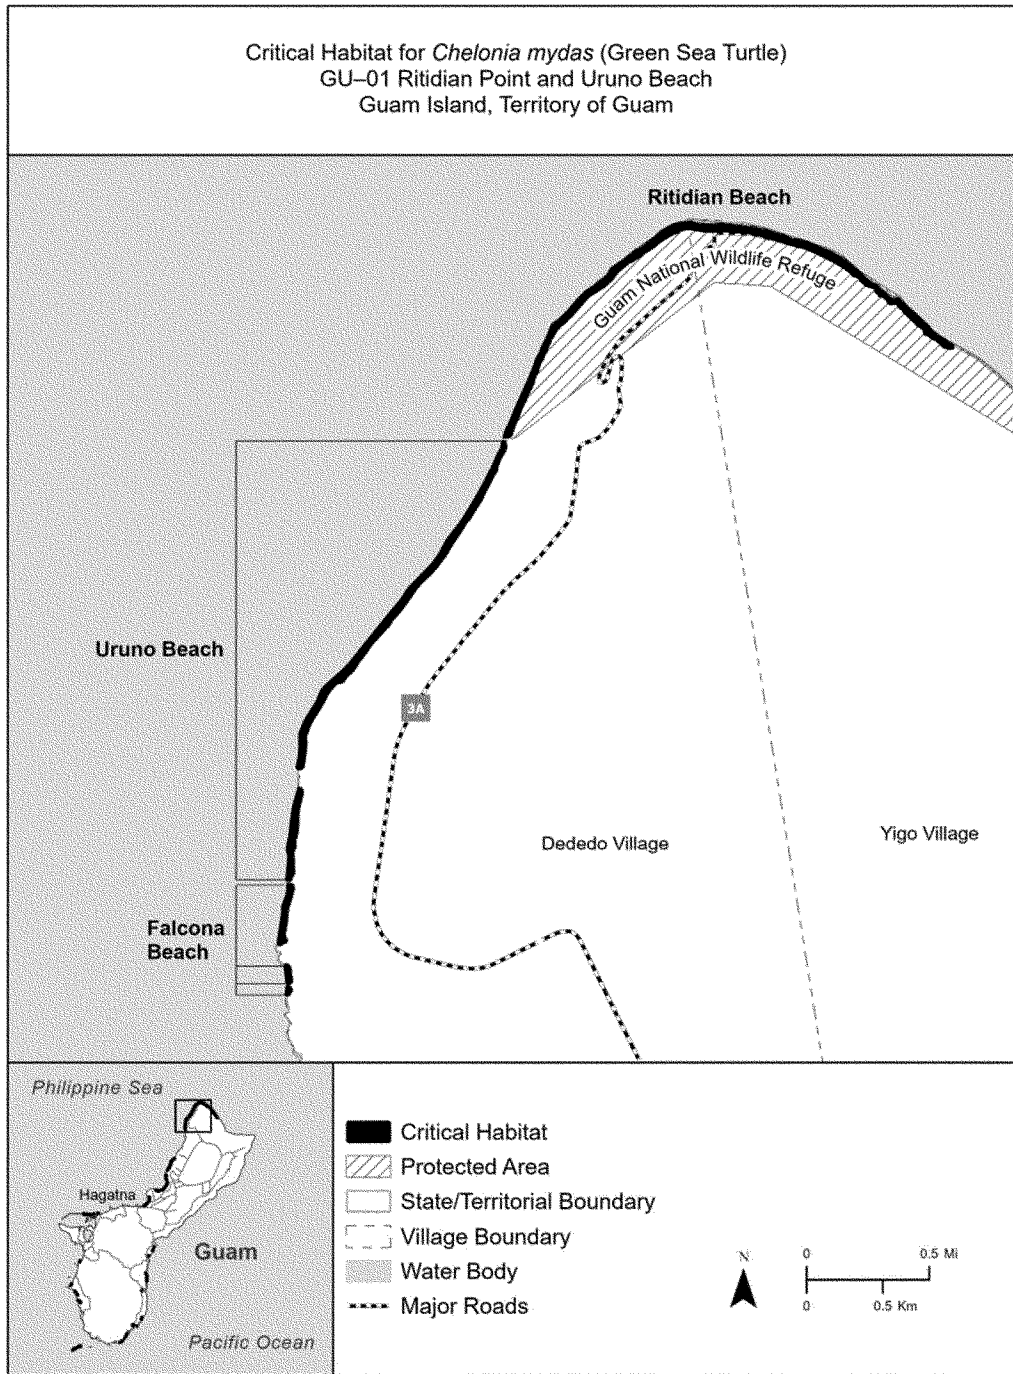 Critical Habitat for Chelonia mydas (Green Sea Turtle)
GU–01 Ritidian Point and Uruno Beach
Guam Island, Territory of Guam
Ritidian Beach
Guam National Wildlife Refuge
Uruno Beach
3A
Dededo Village
Yigo Village
Falcona
Beach
Philippine Sea
Hagatna
Guam
Pacific Ocean
Critical Habitat
Protected Area
State/Territorial Boundary
Village Boundary
Water Body
Major Roads
N
0 0.5 Mi
0 0.5 Km